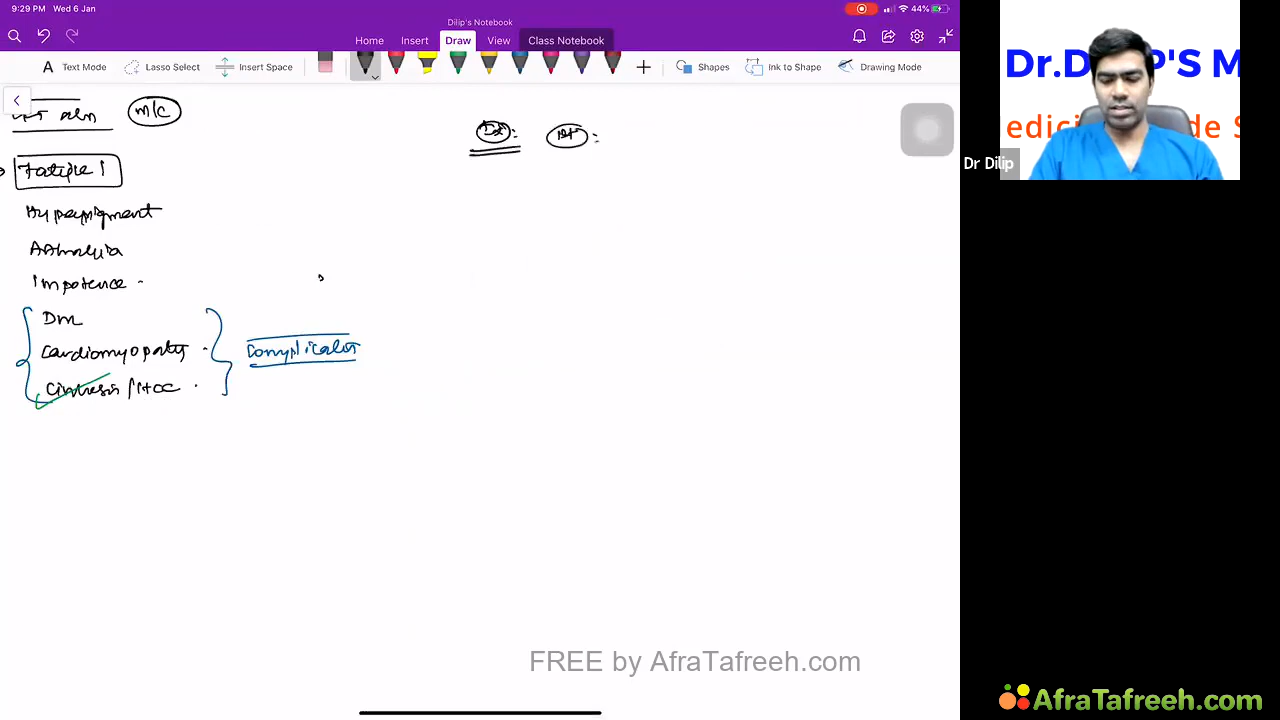 9:29 PM Wed 6 Jan
44%
Dilip's Notebook
Home Insert Draw View Class Notebook
Text Mode Lasso Select Insert Space Shapes Ink to Shape Drawing Mode
M/C
Fatigue !
Hyperpigment
Arthralgia
Impotence
DM
Cardiomyopathy
Cirrhosis / HCC
Complication
Dr.D P'S M
edici de S
Dr Dilip
FREE by AfraTafreeh.com
AfraTafreeh.com